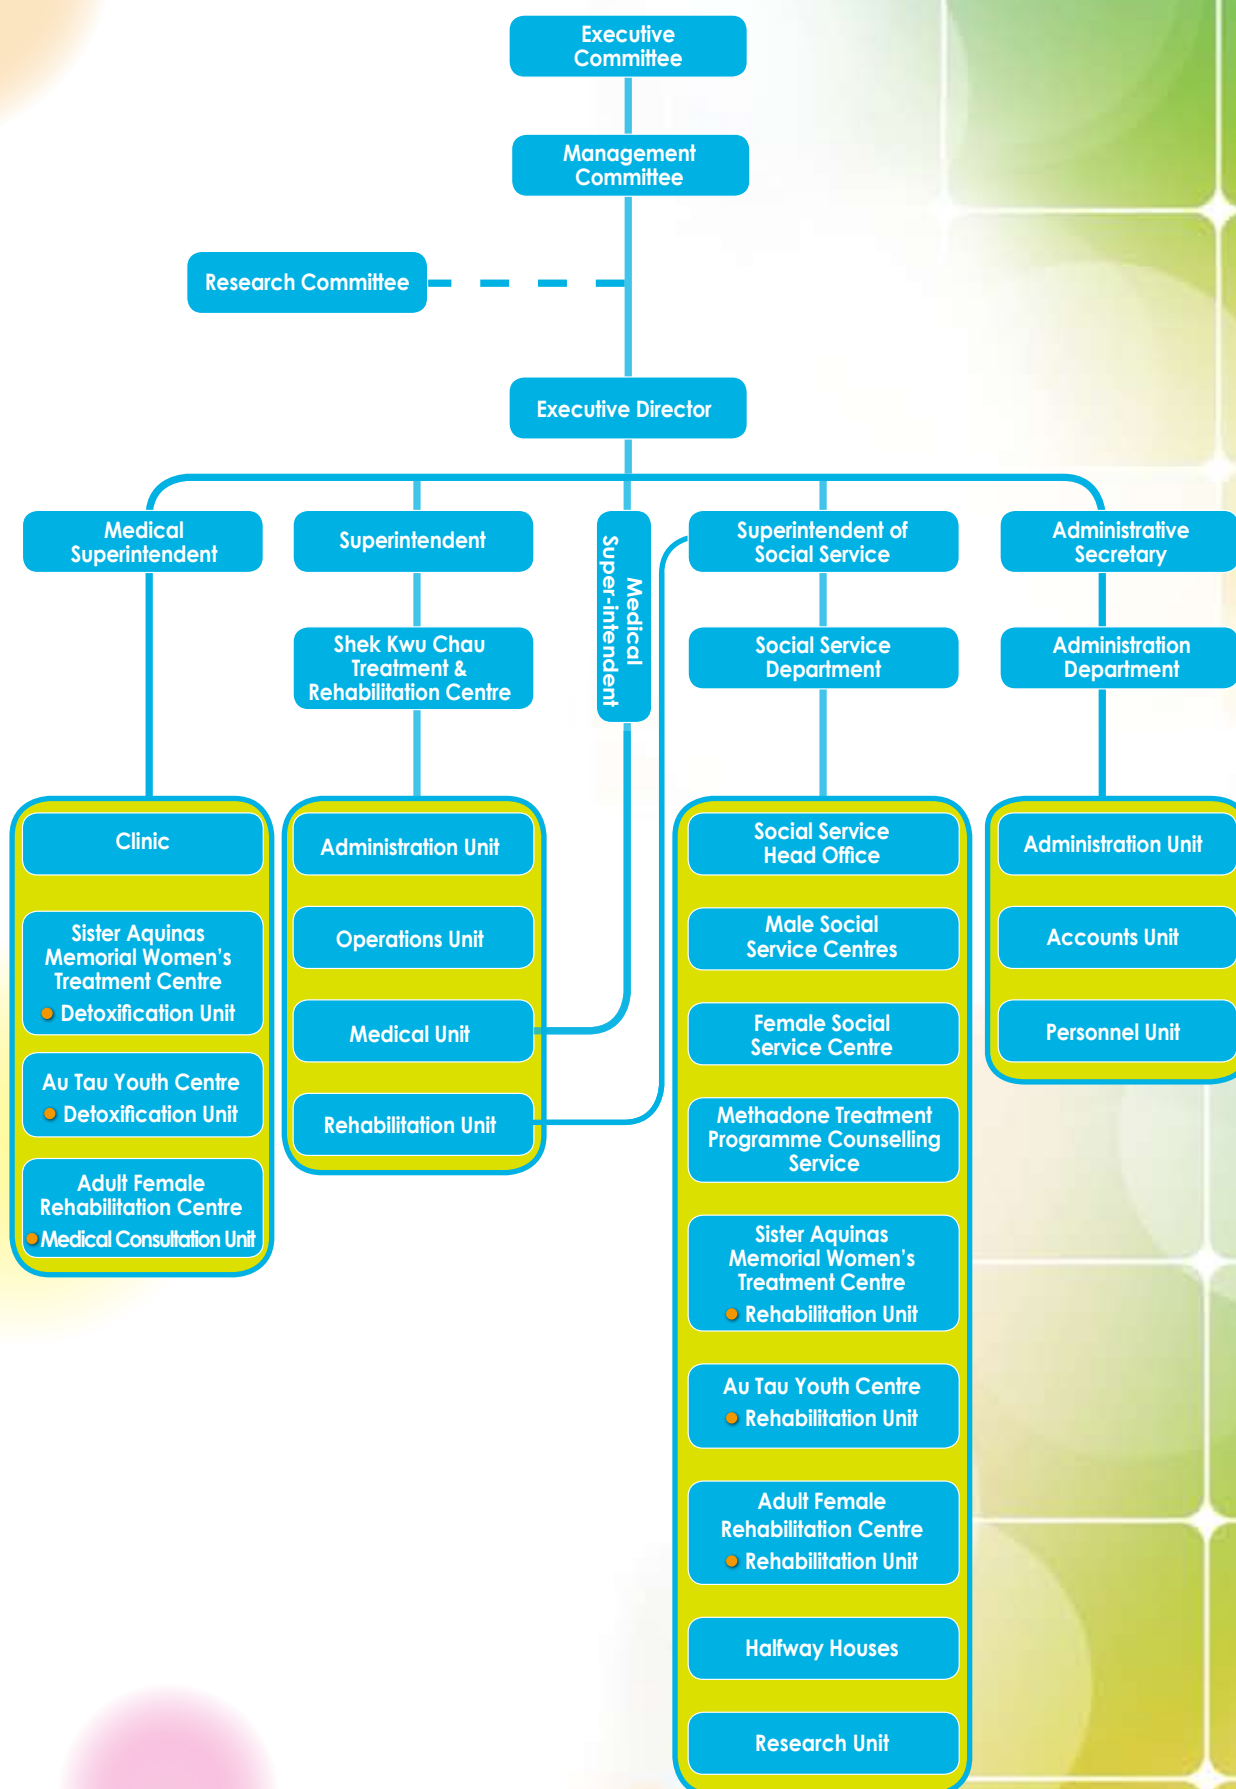 Executive
Committee
Management
Committee
Research Committee
Executive Director
Medical
Superintendent
Superintendent
Medical
Super-intendent
Superintendent of
Social Service
Administrative
Secretary
Shek Kwu Chau
Treatment &
Rehabilitation Centre
Social Service
Department
Administration
Department
Clinic
Sister Aquinas
Memorial Women's
Treatment Centre
Detoxification Unit
Au Tau Youth Centre
Detoxification Unit
Adult Female
Rehabilitation Centre
Medical Consultation Unit
Administration Unit
Operations Unit
Medical Unit
Rehabilitation Unit
Social Service
Head Office
Male Social
Service Centres
Female Social
Service Centre
Methadone Treatment
Programme Counselling
Service
Sister Aquinas
Memorial Women's
Treatment Centre
Rehabilitation Unit
Au Tau Youth Centre
Rehabilitation Unit
Adult Female
Rehabilitation Centre
Rehabilitation Unit
Halfway Houses
Research Unit
Administration Unit
Accounts Unit
Personnel Unit